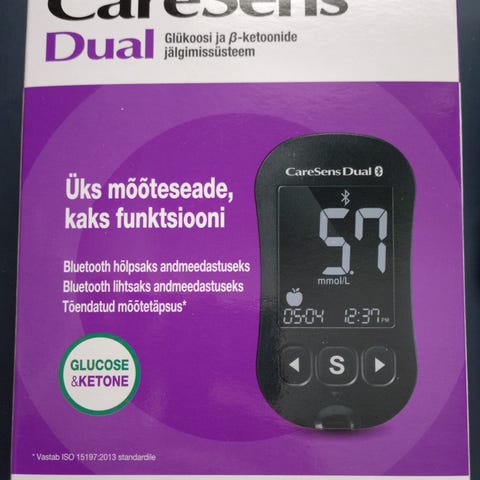 CareSens
Dual Glükoosi ja β-ketoonide
jälgimissüsteem
Üks mõõteseade,
kaks funktsiooni
Bluetooth hõlpsaks andmeedastuseks
Bluetooth lihtsaks andmeedastuseks
Tõendatud mõõtetäpsus*
GLUCOSE
&KETONE
* Vastab ISO 15197:2013 standardile
CareSens Dual
5.7
mmol/L
05-04 12:37 PM
S